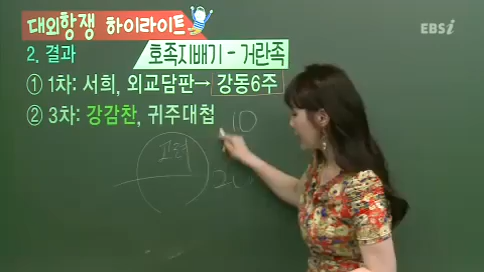 대외항쟁 하이라이트
EBSi
2. 결과
호족지배기 - 거란족
① 1차: 서희, 외교담판→ 강동6주
② 3차: 강감찬, 귀주대첩
10
고려